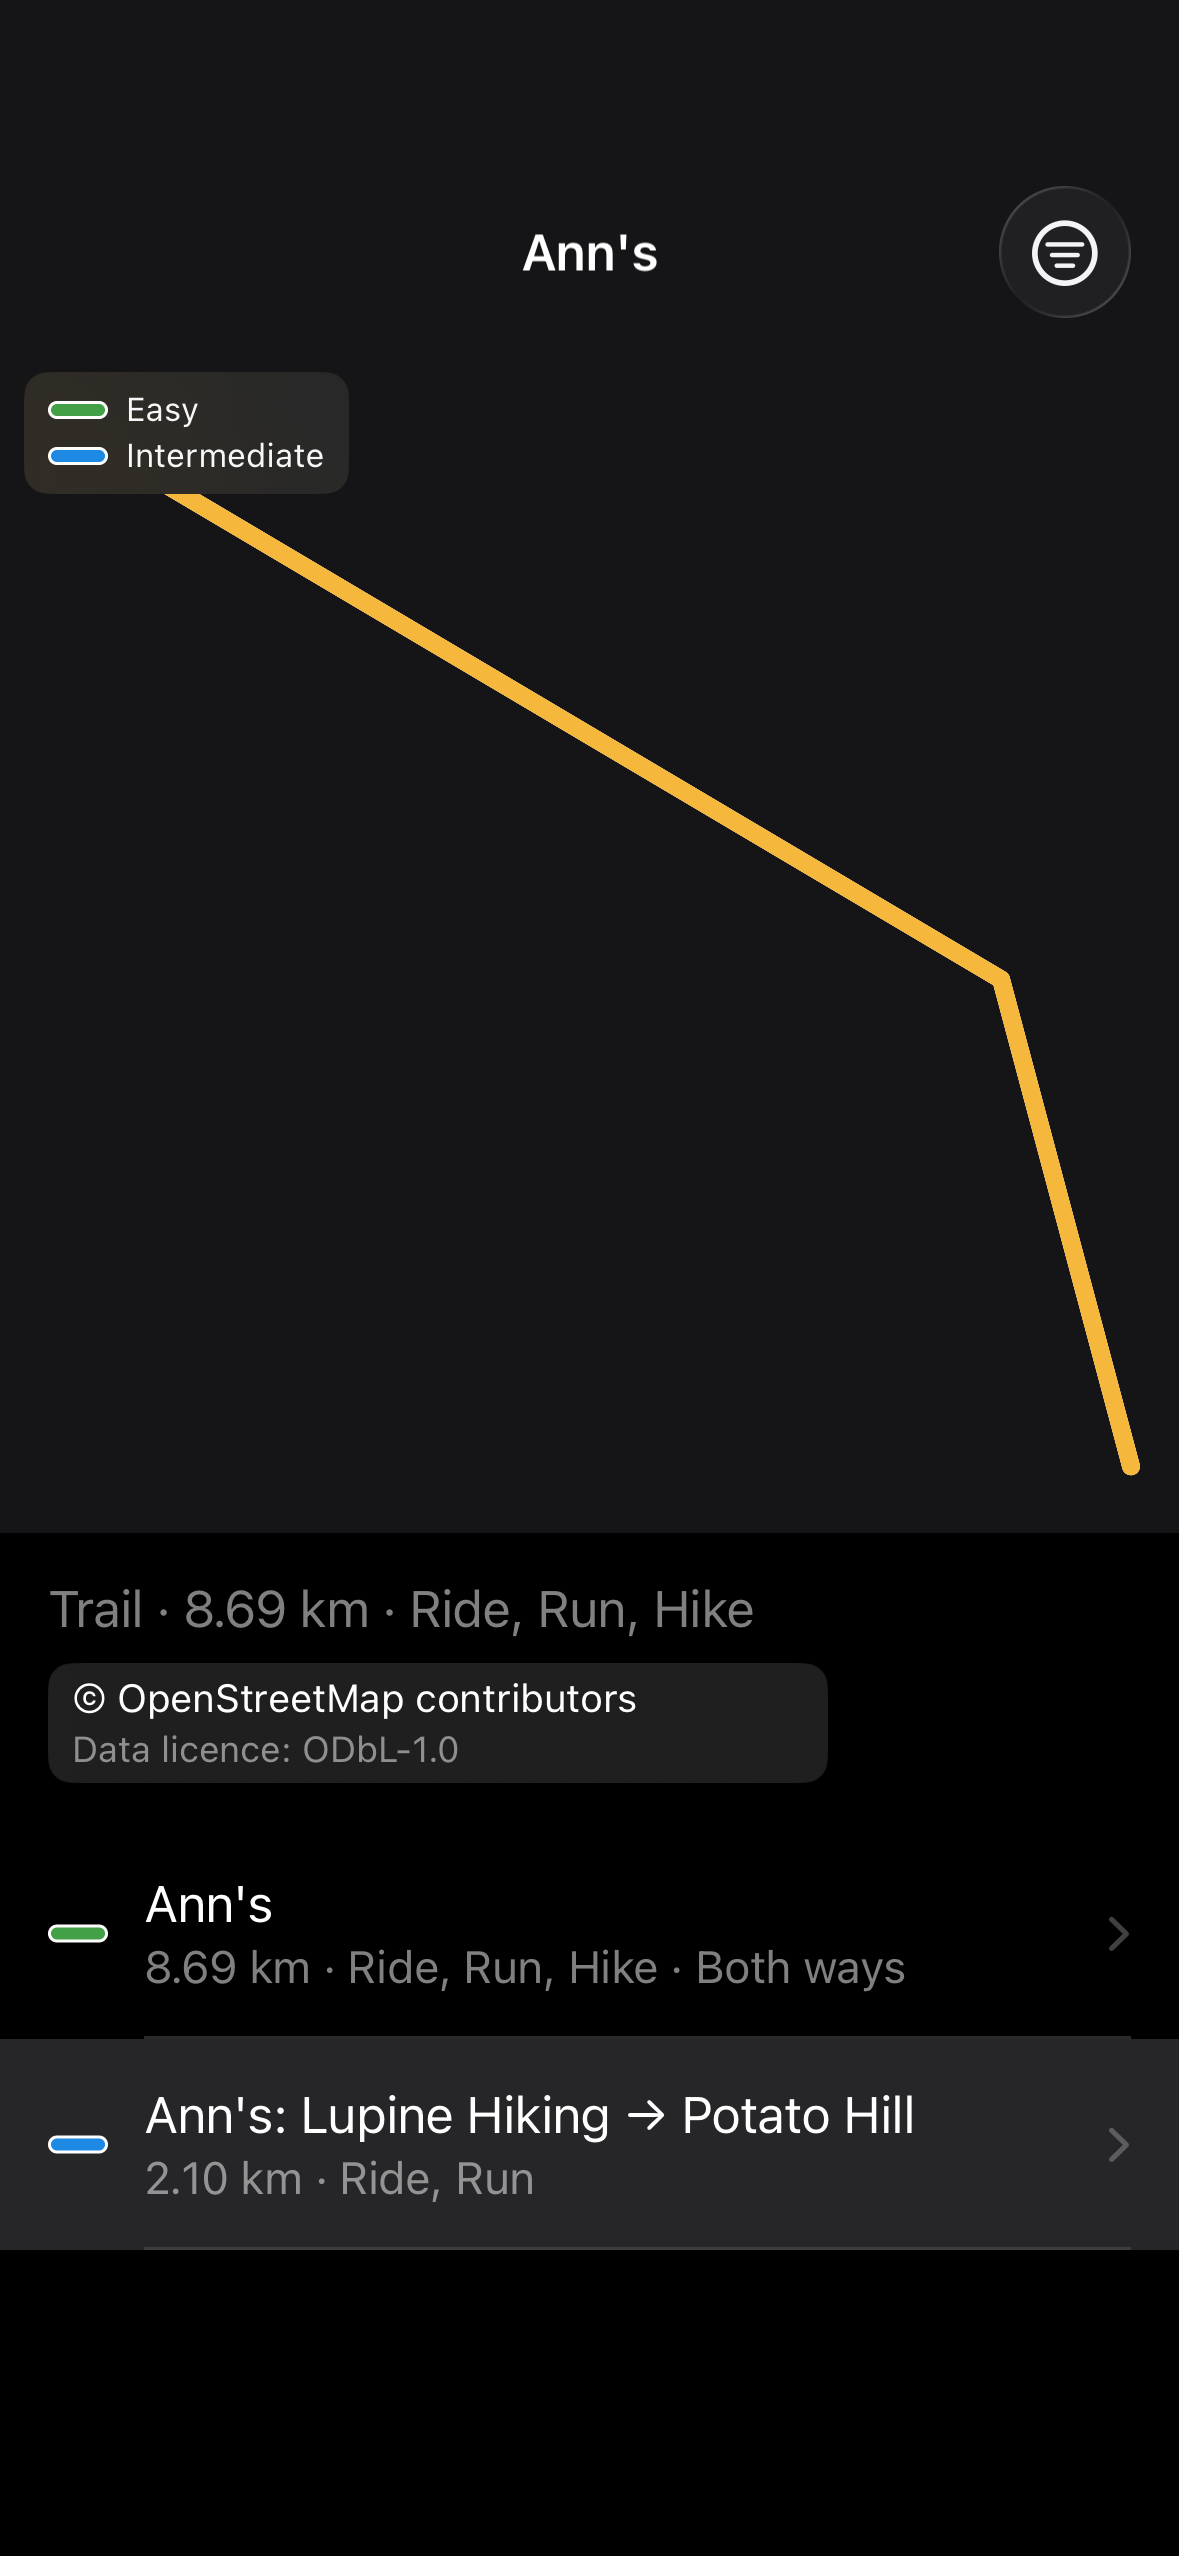 Ann's
Easy
Intermediate
Trail · 8.69 km · Ride, Run, Hike
© OpenStreetMap contributors
Data licence: ODbL-1.0
Ann's
8.69 km · Ride, Run, Hike · Both ways
Ann's: Lupine Hiking → Potato Hill
2.10 km · Ride, Run